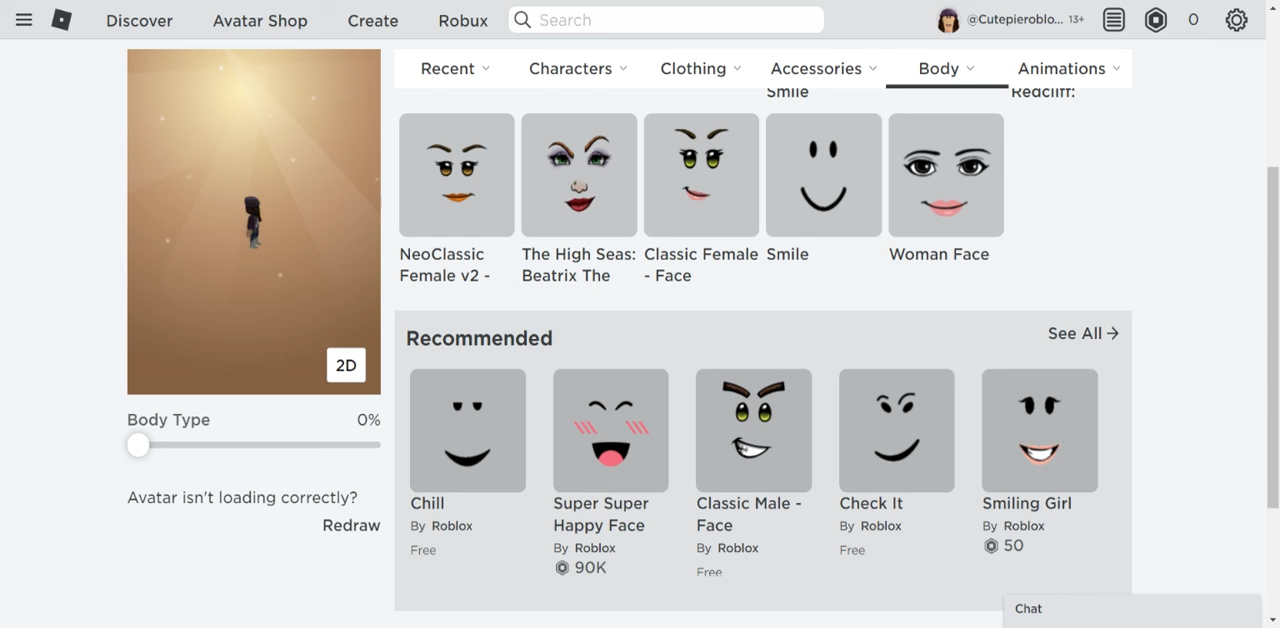 Discover Avatar Shop Create Robux Search @Cutepieroblo... 13+ 0
Recent Characters Clothing Accessories Body Animations
Smile Redcliff:
NeoClassic Female v2 -
The High Seas: Beatrix The
Classic Female - Face
Smile
Woman Face
2D
Body Type 0%
Avatar isn't loading correctly?
Redraw
Recommended See All →
Chill
By Roblox
Free
Super Super
Happy Face
By Roblox
90K
Classic Male -
Face
By Roblox
Free
Check It
By Roblox
Free
Smiling Girl
By Roblox
50
Chat